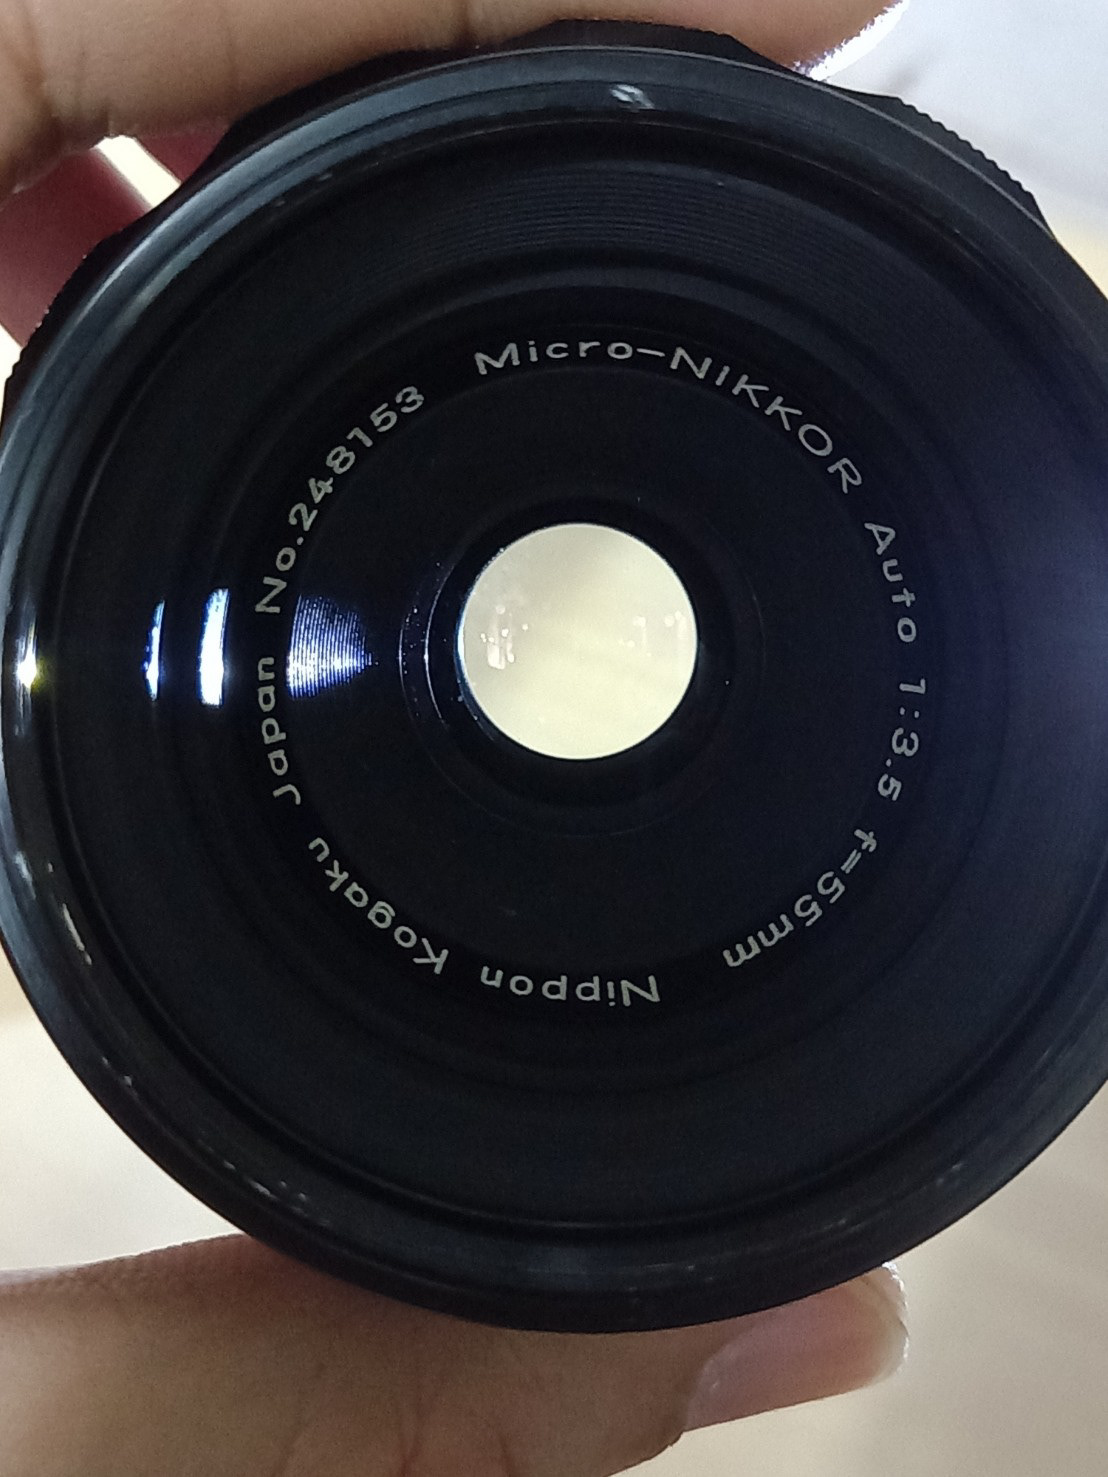 Micro-NIKKOR Auto 1:3.5 f=55mm Nippon Kogaku Japan No.248153